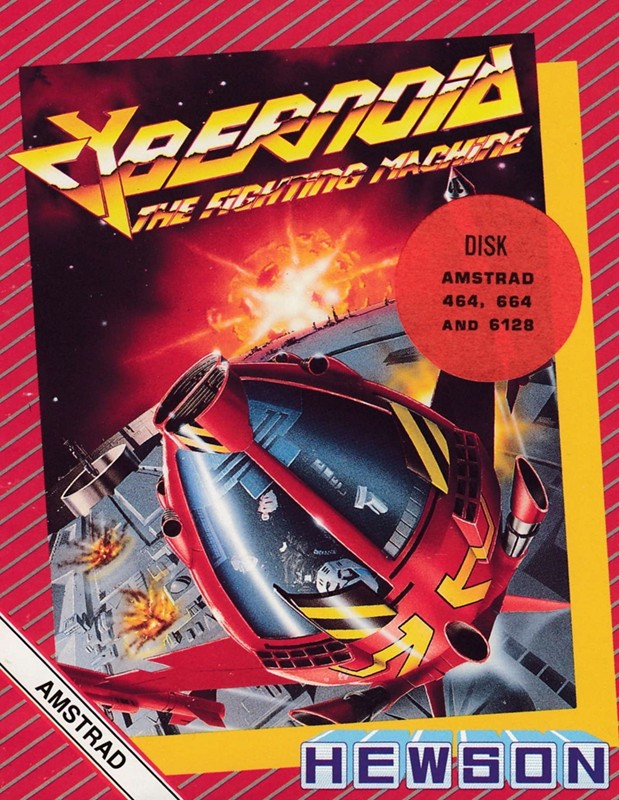 CYBERNOID
THE FIGHTING MACHINE
DISK
AMSTRAD
464, 664
AND 6128
AMSTRAD
HEWSON